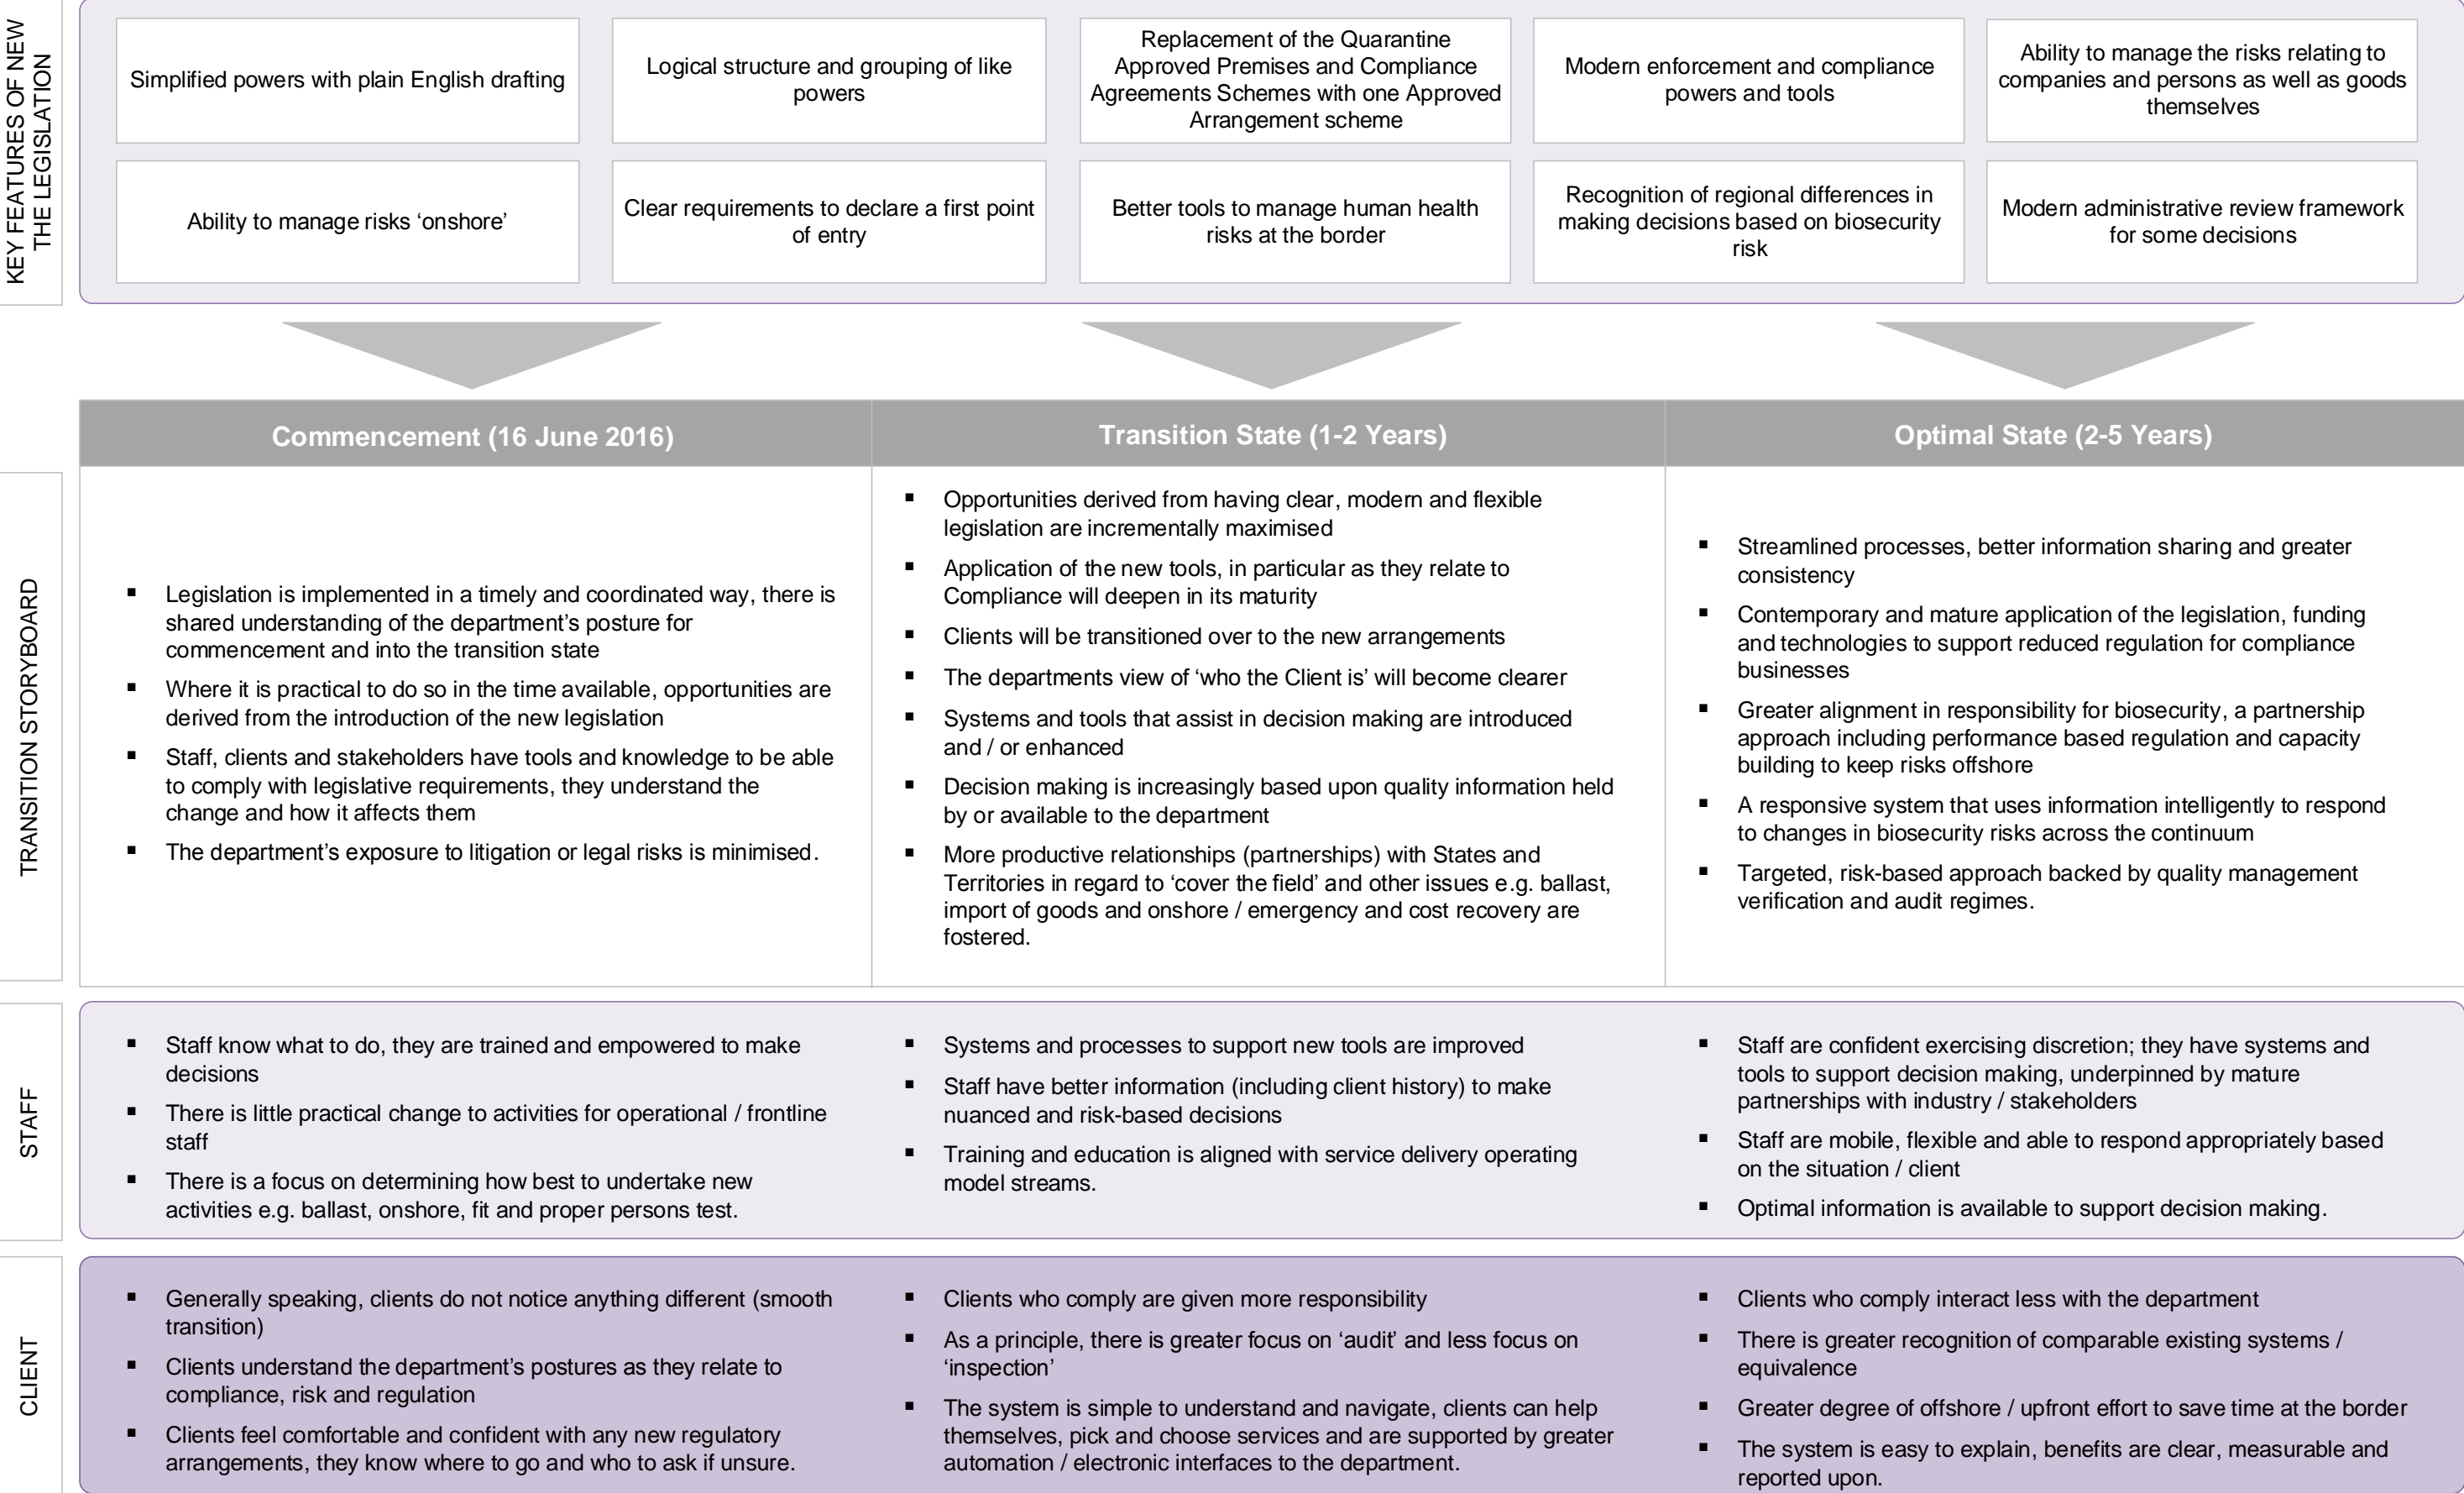 KEY FEATURES OF NEW
THE LEGISLATION
Simplified powers with plain English drafting
Logical structure and grouping of like
powers
Replacement of the Quarantine
Approved Premises and Compliance
Agreements Schemes with one Approved
Arrangement scheme
Modern enforcement and compliance
powers and tools
Ability to manage the risks relating to
companies and persons as well as goods
themselves
Ability to manage risks ‘onshore’
Clear requirements to declare a first point
of entry
Better tools to manage human health
risks at the border
Recognition of regional differences in
making decisions based on biosecurity
risk
Modern administrative review framework
for some decisions
Commencement (16 June 2016)
Transition State (1-2 Years)
Optimal State (2-5 Years)
TRANSITION STORYBOARD
▪ Legislation is implemented in a timely and coordinated way, there is
shared understanding of the department’s posture for
commencement and into the transition state
▪ Where it is practical to do so in the time available, opportunities are
derived from the introduction of the new legislation
▪ Staff, clients and stakeholders have tools and knowledge to be able
to comply with legislative requirements, they understand the
change and how it affects them
▪ The department’s exposure to litigation or legal risks is minimised.
▪ Opportunities derived from having clear, modern and flexible
legislation are incrementally maximised
▪ Application of the new tools, in particular as they relate to
Compliance will deepen in its maturity
▪ Clients will be transitioned over to the new arrangements
▪ The departments view of ‘who the Client is’ will become clearer
▪ Systems and tools that assist in decision making are introduced
and / or enhanced
▪ Decision making is increasingly based upon quality information held
by or available to the department
▪ More productive relationships (partnerships) with States and
Territories in regard to ‘cover the field’ and other issues e.g. ballast,
import of goods and onshore / emergency and cost recovery are
fostered.
▪ Streamlined processes, better information sharing and greater
consistency
▪ Contemporary and mature application of the legislation, funding
and technologies to support reduced regulation for compliance
businesses
▪ Greater alignment in responsibility for biosecurity, a partnership
approach including performance based regulation and capacity
building to keep risks offshore
▪ A responsive system that uses information intelligently to respond
to changes in biosecurity risks across the continuum
▪ Targeted, risk-based approach backed by quality management
verification and audit regimes.
STAFF
▪ Staff know what to do, they are trained and empowered to make
decisions
▪ There is little practical change to activities for operational / frontline
staff
▪ There is a focus on determining how best to undertake new
activities e.g. ballast, onshore, fit and proper persons test.
▪ Systems and processes to support new tools are improved
▪ Staff have better information (including client history) to make
nuanced and risk-based decisions
▪ Training and education is aligned with service delivery operating
model streams.
▪ Staff are confident exercising discretion; they have systems and
tools to support decision making, underpinned by mature
partnerships with industry / stakeholders
▪ Staff are mobile, flexible and able to respond appropriately based
on the situation / client
▪ Optimal information is available to support decision making.
CLIENT
▪ Generally speaking, clients do not notice anything different (smooth
transition)
▪ Clients understand the department’s postures as they relate to
compliance, risk and regulation
▪ Clients feel comfortable and confident with any new regulatory
arrangements, they know where to go and who to ask if unsure.
▪ Clients who comply are given more responsibility
▪ As a principle, there is greater focus on ‘audit’ and less focus on
‘inspection’
▪ The system is simple to understand and navigate, clients can help
themselves, pick and choose services and are supported by greater
automation / electronic interfaces to the department.
▪ Clients who comply interact less with the department
▪ There is greater recognition of comparable existing systems /
equivalence
▪ Greater degree of offshore / upfront effort to save time at the border
▪ The system is easy to explain, benefits are clear, measurable and
reported upon.